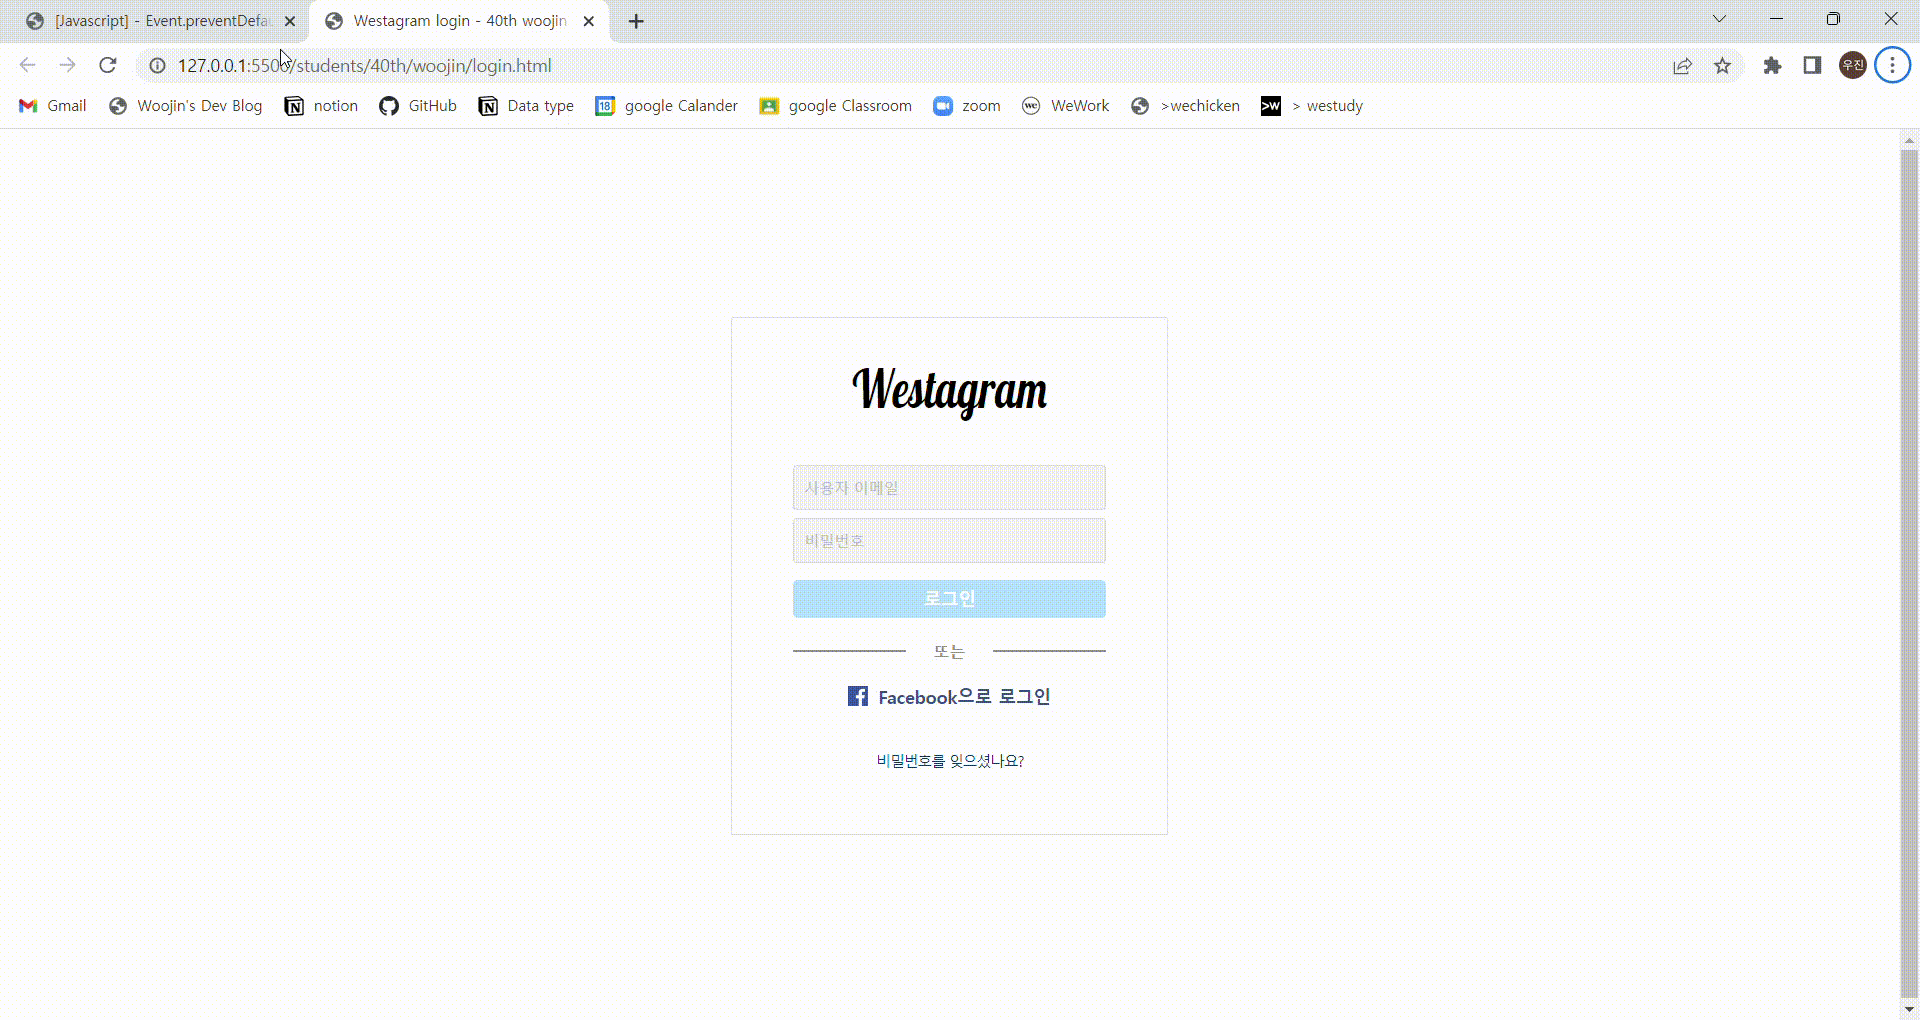 [Javascript] - Event.preventDefau
Westagram login - 40th woojin
127.0.0.1:5500/students/40th/woojin/login.html
우진
Gmail
Woojin's Dev Blog
notion
GitHub
Data type
18
google Calander
google Classroom
zoom
we
WeWork
>wechicken
>W
> westudy
Westagram
사용자 이메일
비밀번호
로그인
또는
Facebook으로 로그인
비밀번호를 잊으셨나요?